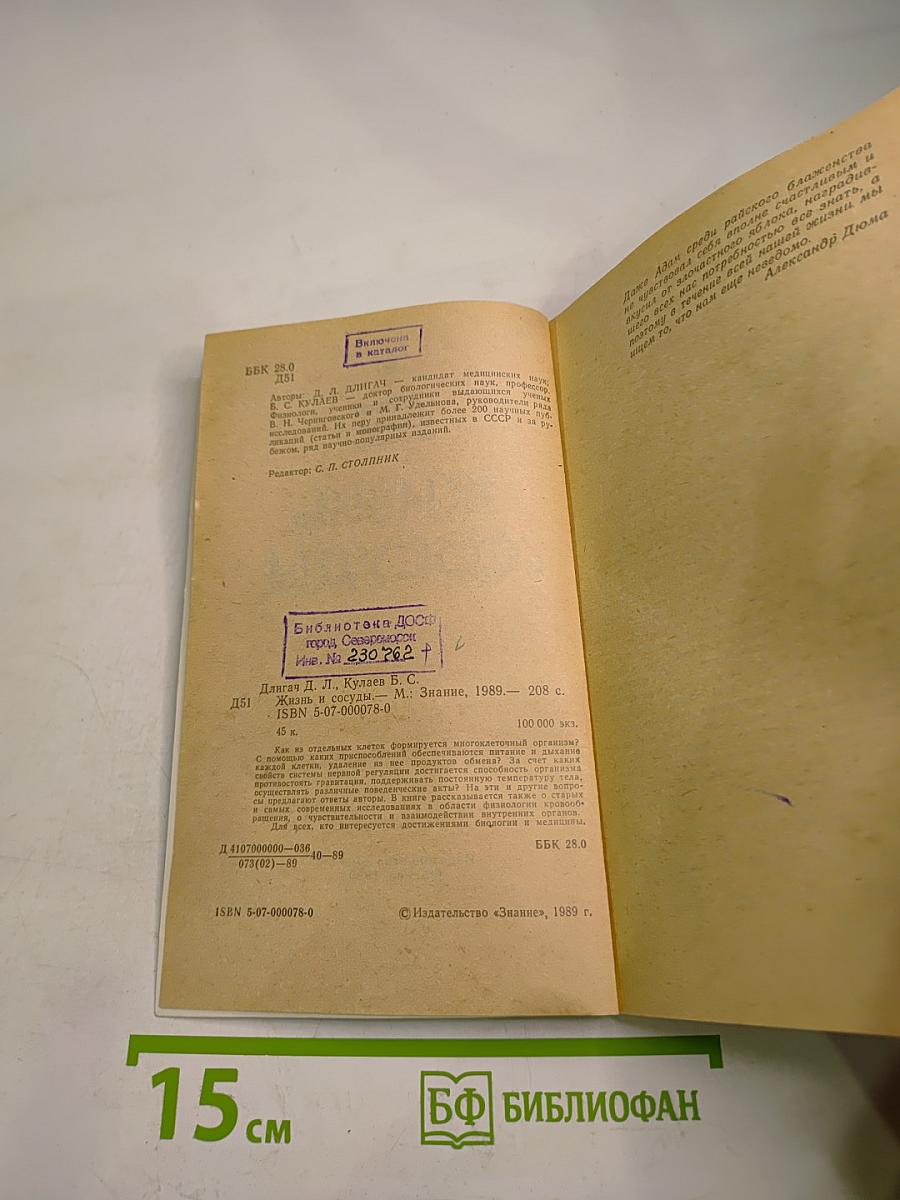 Включена
в каталог
ББК 28.0
Д51
Авторы: Д. Л. ДЛИГАЧ — кандидат медицинских наук;
Б. С. КУЛАЕВ — доктор биологических наук, профессор.
Физиологи, ученики и сотрудники выдающихся ученых
В. Н. Черниговского и М. Г. Удельнова, руководители ряда
исследований. Их перу принадлежит более 200 научных пуб-
ликаций (статьи и монографии), известных в СССР и за ру-
бежом, ряд научно-популярных изданий.
Редактор: С. П. СТОЛПНИК
Библиотека ДОСФ
город Североморск
Инв. № 230762
Длигач Д. Л., Кулаев Б. С.
Д51 Жизнь и сосуды.— М.: Знание, 1989.— 208 с.
ISBN 5-07-000078-0
45 к. 100 000 экз.
Как из отдельных клеток формируется многоклеточный организм?
С помощью каких приспособлений обеспечиваются питание и дыхание
каждой клетки, удаление из нее продуктов обмена? За счет каких
свойств системы нервной регуляции достигается способность организма
противостоять гравитации, поддерживать постоянную температуру тела,
осуществлять различные поведенческие акты? На эти и другие вопро-
сы предлагают ответы авторы. В книге рассказывается также о старых
и самых современных исследованиях в области физиологии кровооб-
ращения, о чувствительности и взаимодействии внутренних органов.
Для всех, кто интересуется достижениями биологии и медицины.
Д 4107000000—036
073(02)—89
40—89
ББК 28.0
ISBN 5-07-000078-0
© Издательство «Знание», 1989 г.
Даже Адам среди райского блаженства
не чувствовал себя вполне счастливым и
вкусил от злочастного яблока, наградив-
шего всех нас потребностью все знать, а
поэтому в течение всей нашей жизни мы
ищем то, что нам еще неведомо.
Александр Дюма
15 см
БФ БИБЛИОФАН